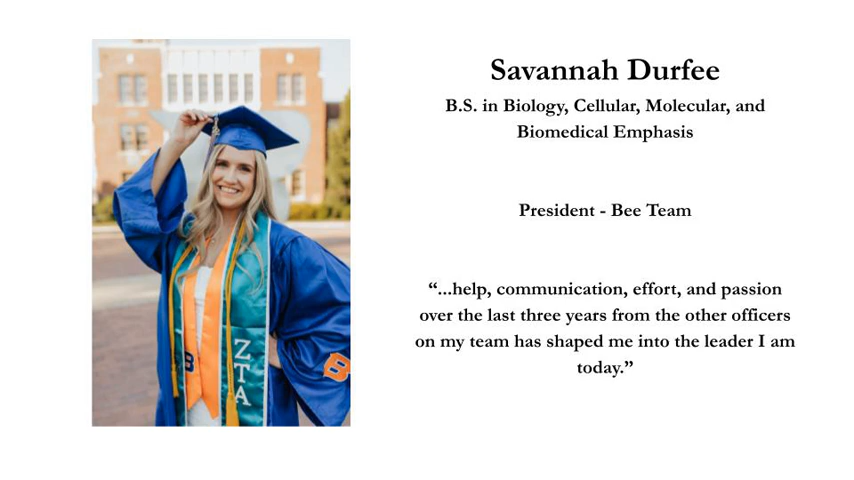 Savannah Durfee
B.S. in Biology, Cellular, Molecular, and
Biomedical Emphasis
President - Bee Team
“...help, communication, effort, and passion
over the last three years from the other officers
on my team has shaped me into the leader I am
today.”
B
B
Z
T
A